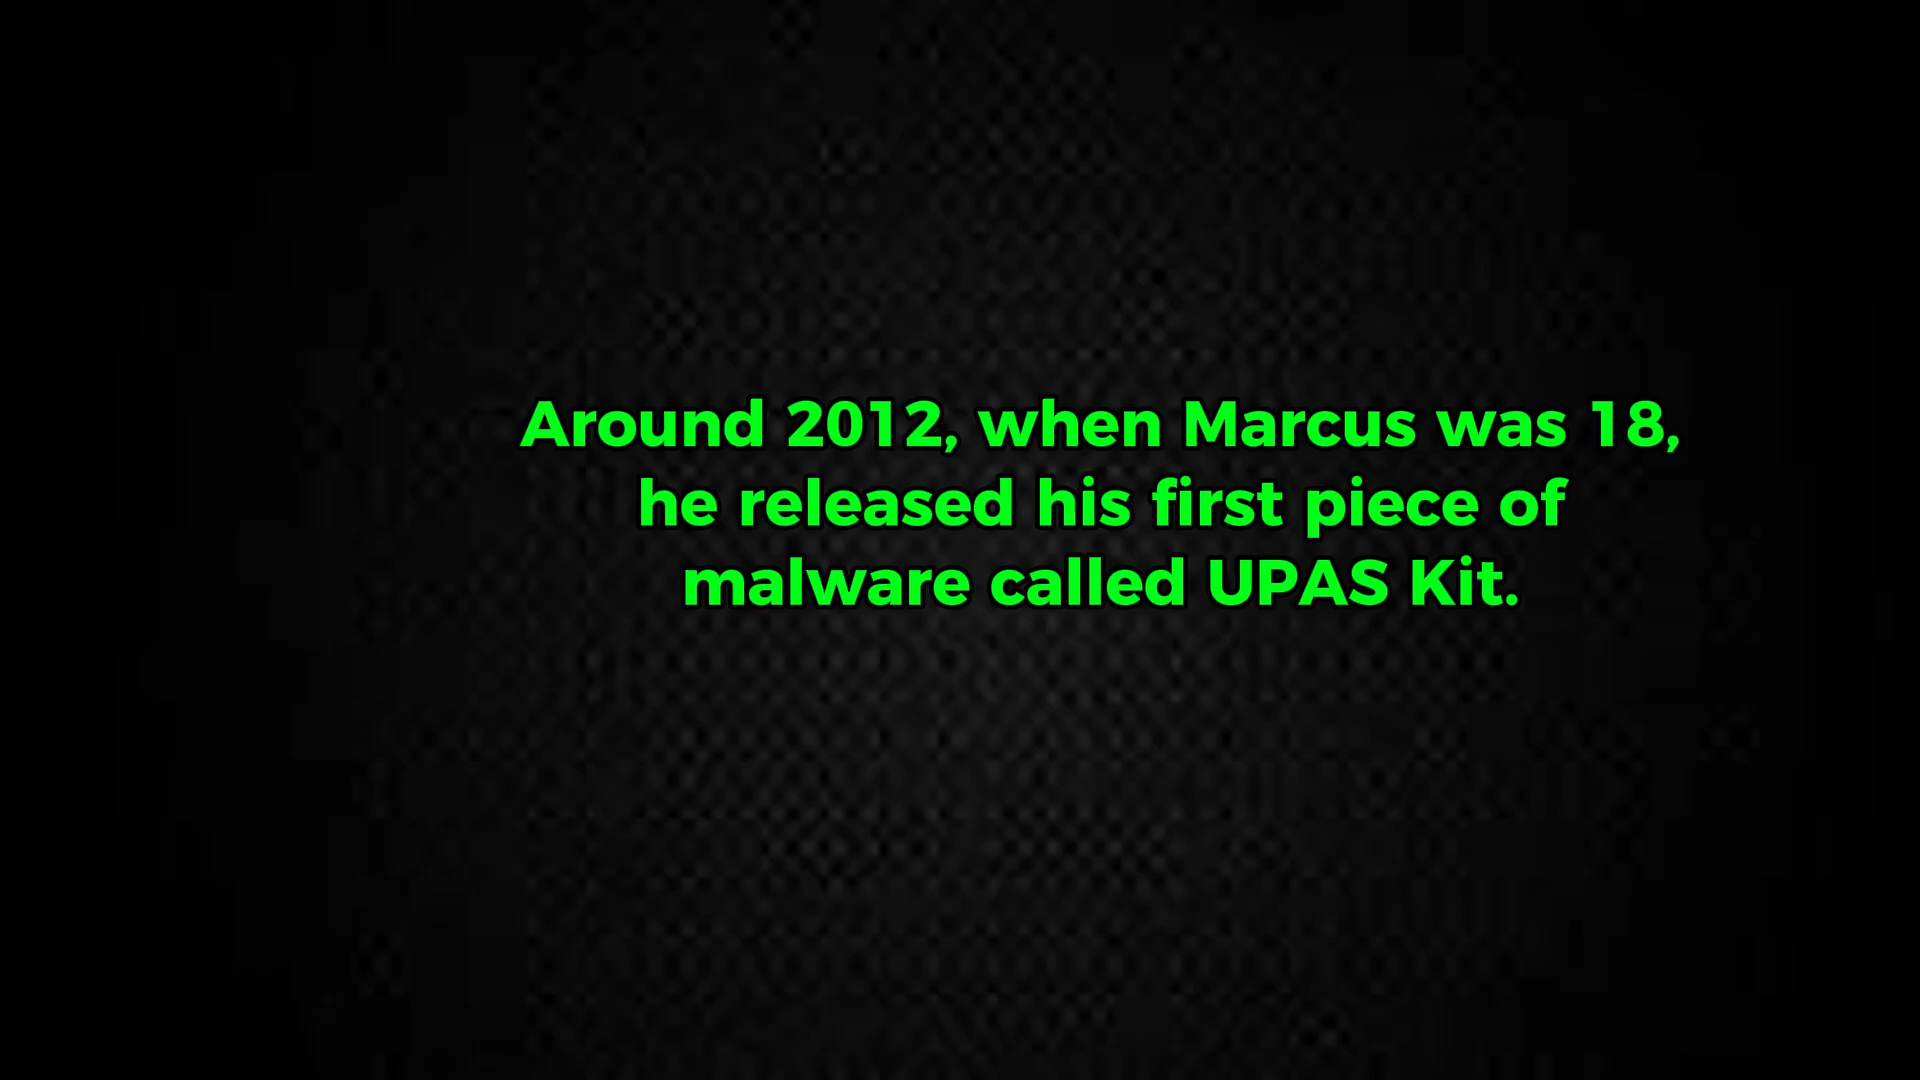 Around 2012, when Marcus was 18,
he released his first piece of
malware called UPAS Kit.